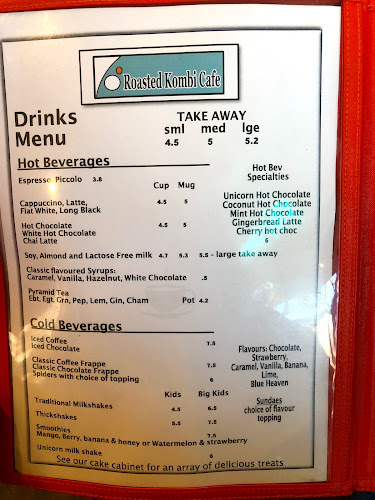 Roasted Kombi Cafe
Drinks Menu
TAKE AWAY
sml med lge
4.5 5 5.2
Hot Beverages
Espresso, Piccolo 3.8
Cup Mug
Cappuccino, Latte, 4.5 5
Flat White, Long Black
Hot Chocolate 4.5 5
White Hot Chocolate
Chai Latte
Hot Bev
Specialties
Unicorn Hot Chocolate
Coconut Hot Chocolate
Mint Hot Chocolate
Gingerbread Latte
Cherry hot choc
6
Soy, Almond and Lactose Free milk 4.7 5.3 5.5 - large take away
Classic flavoured Syrups:
Caramel, Vanilla, Hazelnut, White Chocolate .5
Pyramid Tea
Ebt, Egt, Grn, Pep, Lem, Gin, Cham Pot 4.2
Cold Beverages
Iced Coffee 7.5
Iced Chocolate
Classic Coffee Frappe 7.5
Classic Chocolate Frappe
Spiders with choice of topping 6
Flavours: Chocolate,
Strawberry,
Caramel, Vanilla, Banana,
Lime,
Blue Heaven
Kids Big Kids
Traditional Milkshakes 4.5 6.5
Thickshakes 5.5 7.5
Smoothies 7.5
Mango, Berry, banana & honey or Watermelon & strawberry
Unicorn milk shake 6
Sundaes
choice of flavour
topping
See our cake cabinet for an array of delicious treats